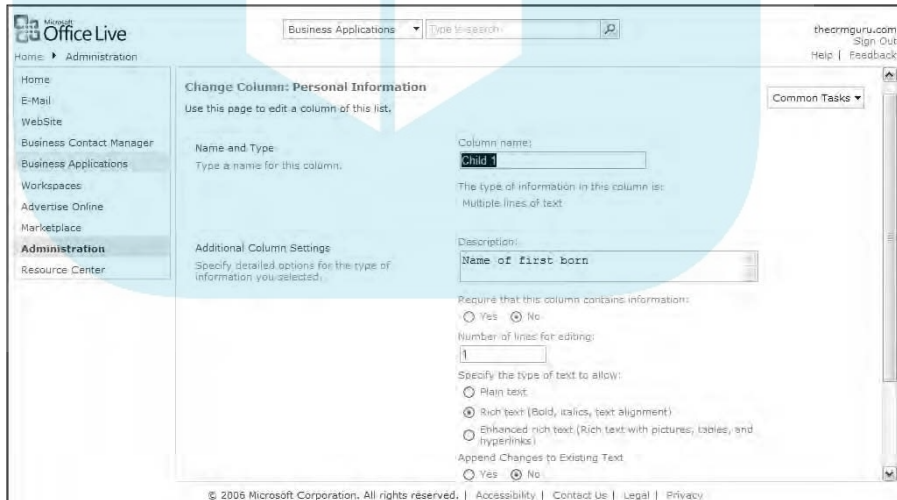 Microsoft
Office Live
Business Applications
Type to search
thecrmguru.com
Sign Out
Help | Feedback
Home ▸ Administration
Home
E-Mail
WebSite
Business Contact Manager
Business Applications
Workspaces
Advertise Online
Marketplace
Administration
Resource Center
Change Column: Personal Information
Use this page to edit a column of this list.
Common Tasks
Name and Type
Type a name for this column.
Column name:
Child 1
The type of information in this column is:
Multiple lines of text
Additional Column Settings
Specify detailed options for the type of
information you selected.
Description:
Name of first born
Require that this column contains information:
Yes No
Number of lines for editing:
1
Specify the type of text to allow:
Plain text
Rich text (Bold, italics, text alignment)
Enhanced rich text (Rich text with pictures, tables, and
hyperlinks)
Append Changes to Existing Text
Yes No
© 2006 Microsoft Corporation. All rights reserved. | Accessibility | Contact Us | Legal | Privacy